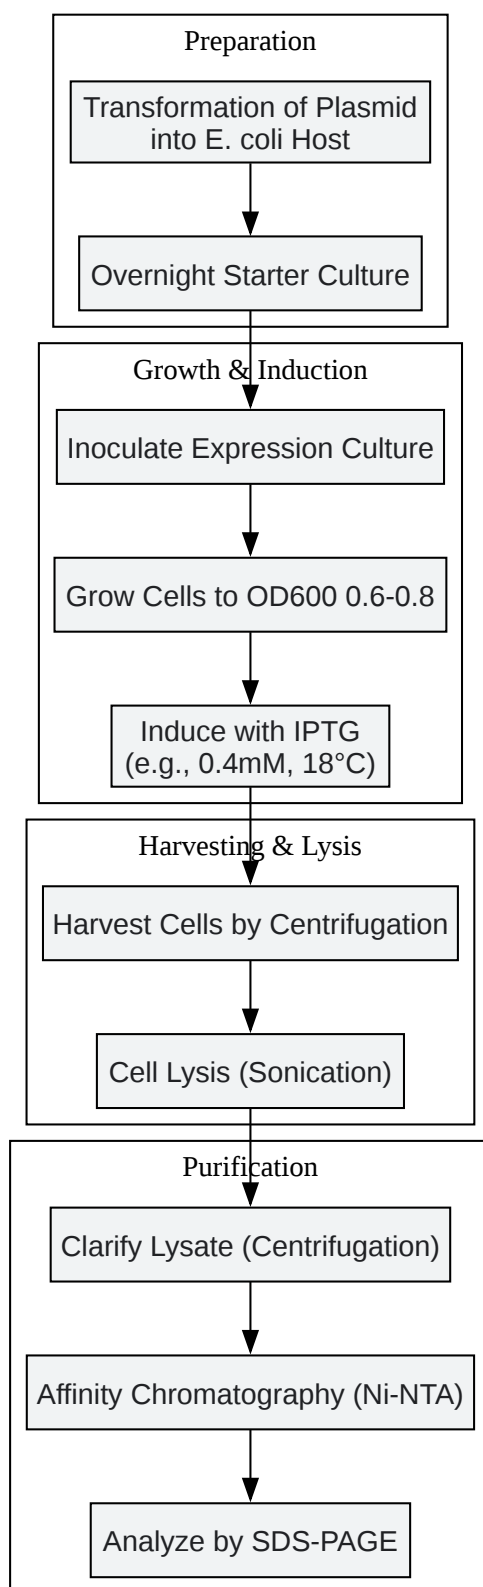 Preparation
Transformation of Plasmid
into E. coli Host
Overnight Starter Culture
Growth & Induction
Inoculate Expression Culture
Grow Cells to OD600 0.6-0.8
Induce with IPTG
(e.g., 0.4mM, 18°C)
Harvesting & Lysis
Harvest Cells by Centrifugation
Cell Lysis (Sonication)
Purification
Clarify Lysate (Centrifugation)
Affinity Chromatography (Ni-NTA)
Analyze by SDS-PAGE